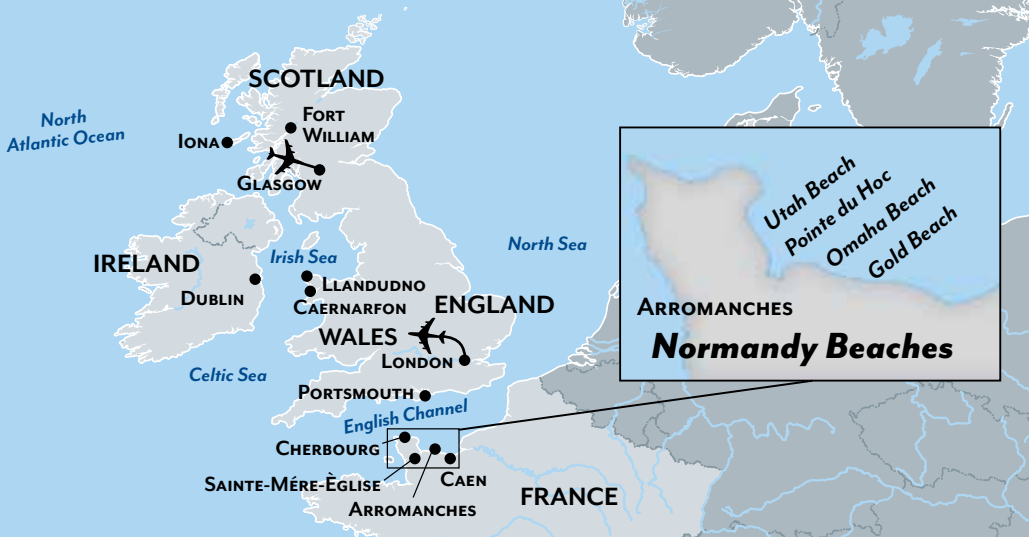 SCOTLAND
North
Atlantic Ocean
FORT
WILLIAM
IONA
GLASGOW
North Sea
IRELAND
Irish Sea
DUBLIN
LLANDUDNO
CAERNARFON
ENGLAND
WALES
LONDON
Celtic Sea
PORTSMOUTH
English Channel
CHERBOURG
SAINTE-MÉRE-ÈGLISE
CAEN
ARROMANCHES
FRANCE
Utah Beach
Pointe du Hoc
Omaha Beach
Gold Beach
ARROMANCHES
Normandy Beaches